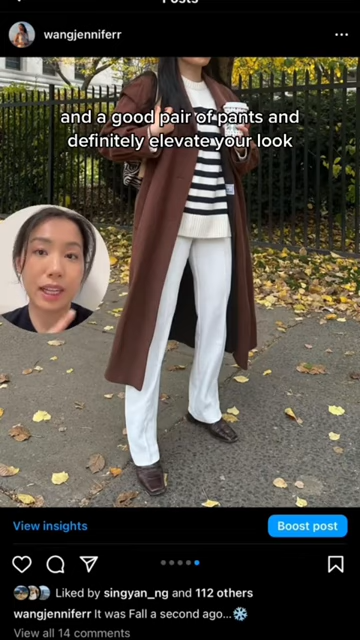 Posts
wangjenniferr
and a good pair of pants and
definitely elevate your look
View insights
Boost post
Liked by singyan_ng and 112 others
wangjenniferr It was Fall a second ago...❄️
View all 14 comments